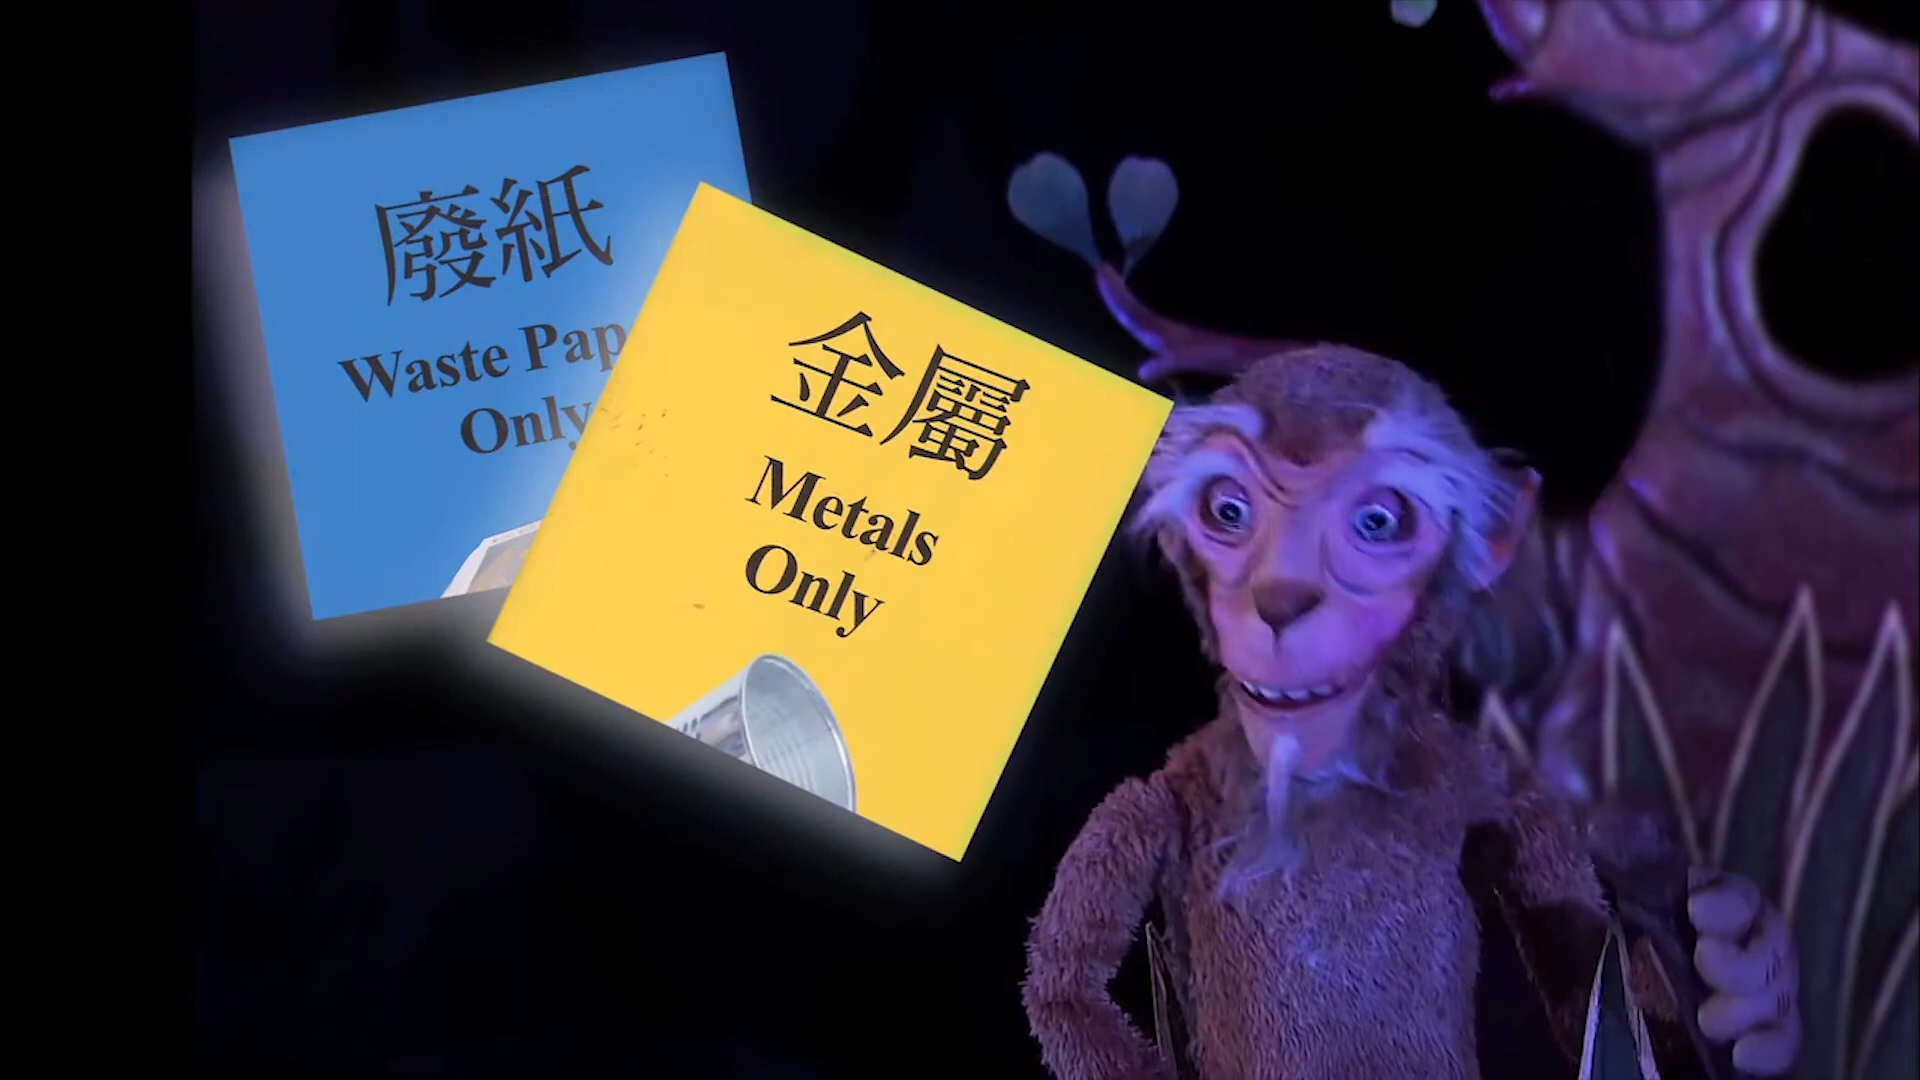 廢紙
Waste Pap
Only
金屬
Metals
Only